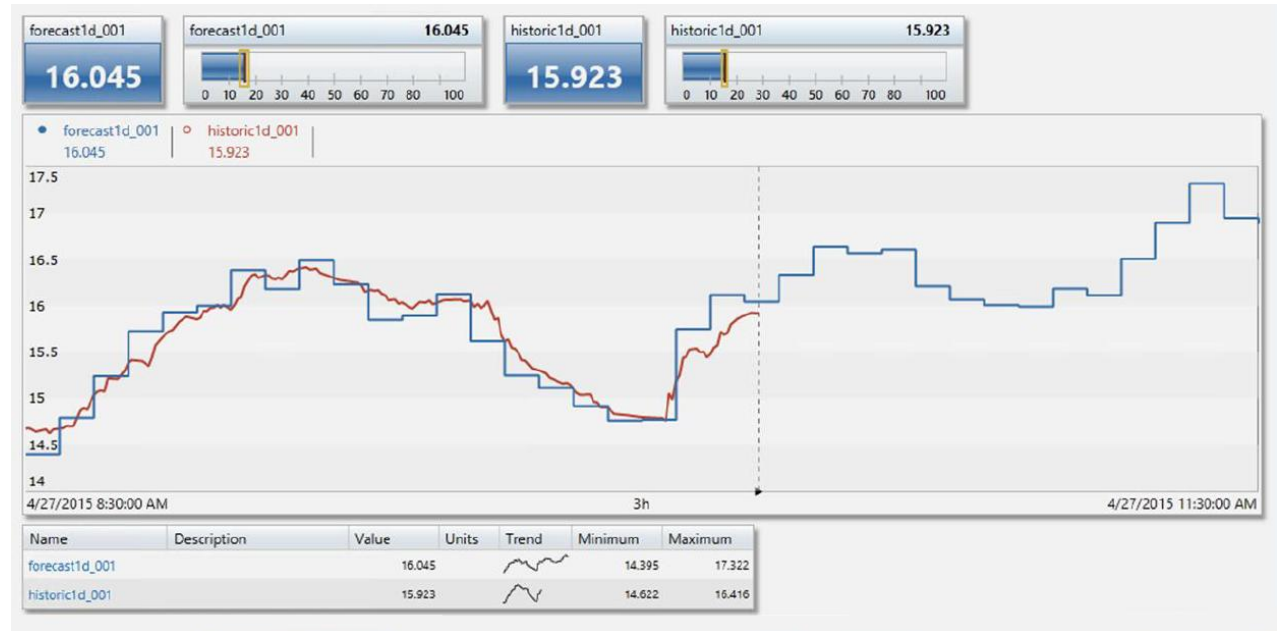 forecast1d_001
16.045
forecast1d_001 16.045
0 10 20 30 40 50 60 70 80 100
historic1d_001
15.923
historic1d_001 15.923
0 10 20 30 40 50 60 70 80 100
forecast1d_001
16.045
historic1d_001
15.923
17.5
17
16.5
16
15.5
15
14.5
14
4/27/2015 8:30:00 AM 3h 4/27/2015 11:30:00 AM
Name Description Value Units Trend Minimum Maximum
forecast1d_001 16.045 14.395 17.322
historic1d_001 15.923 14.622 16.416